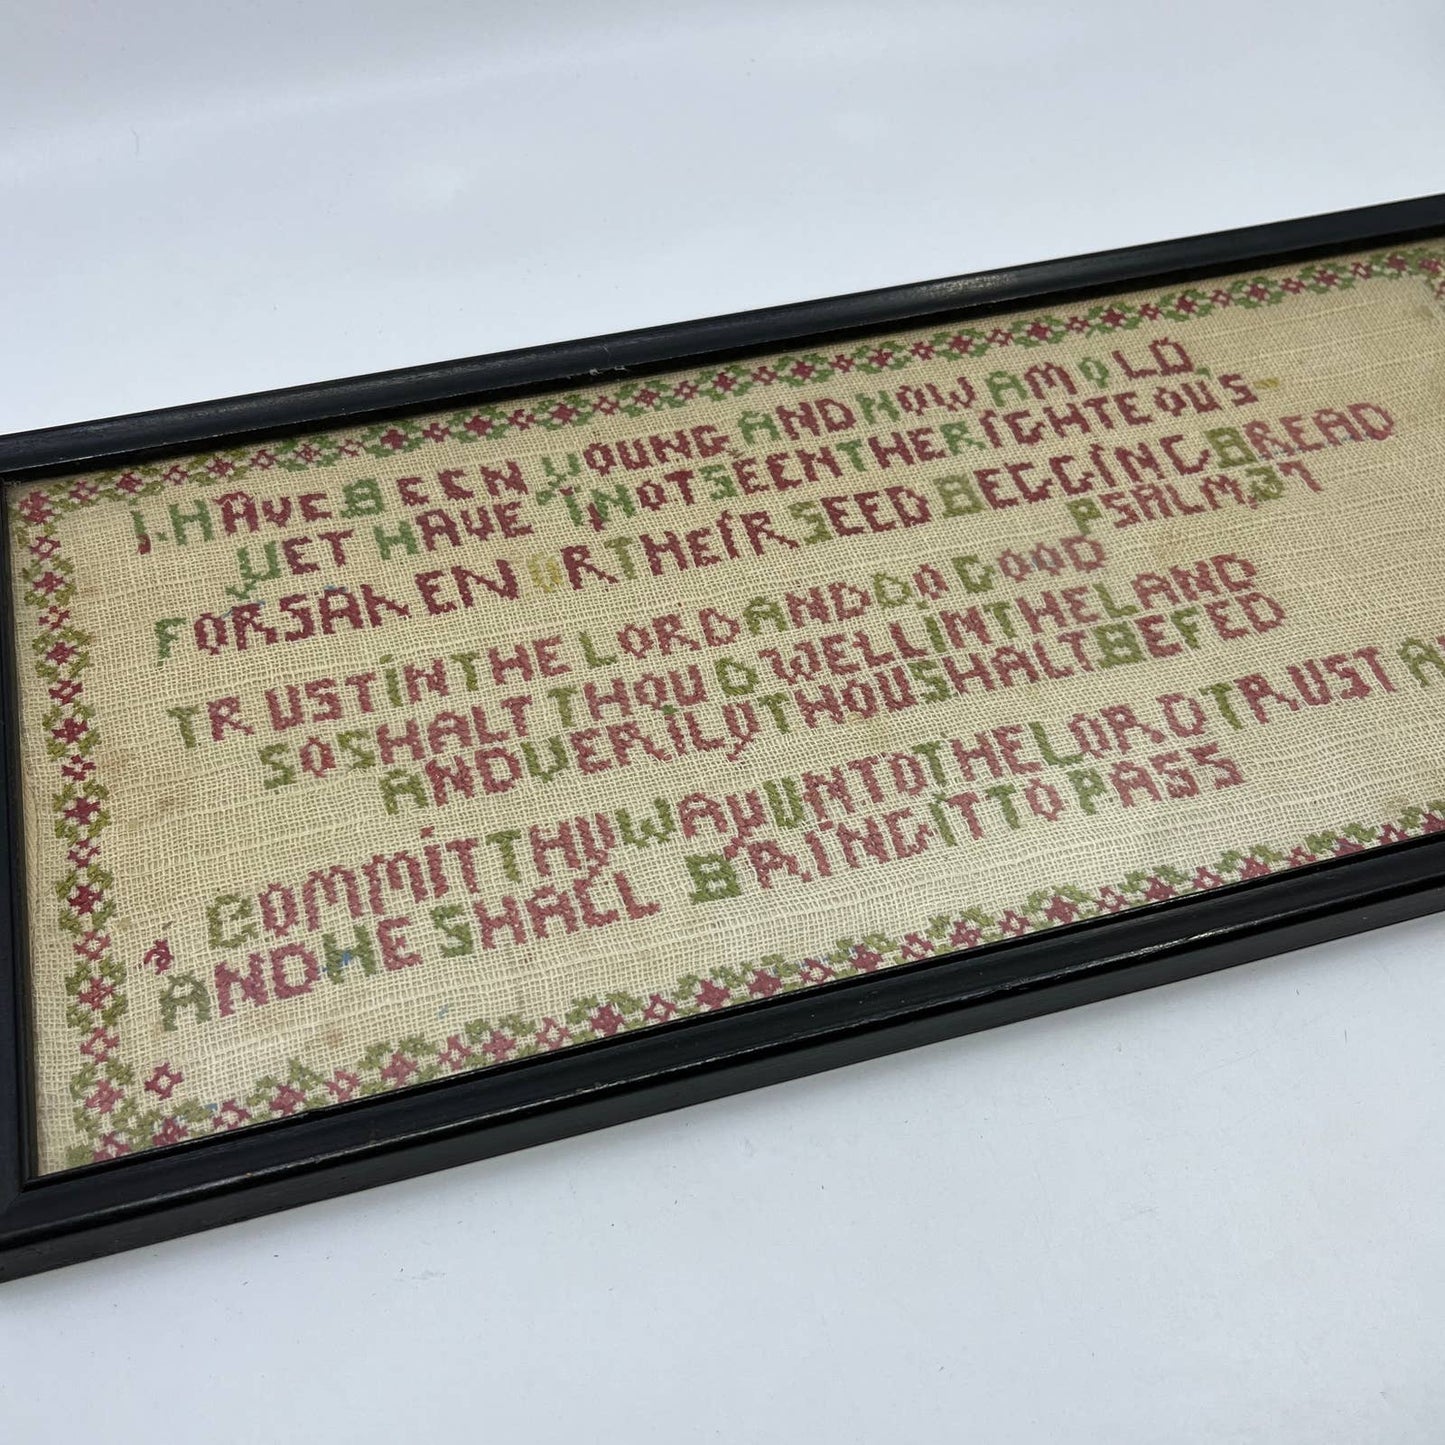 I. HAVE BEEN YOUNG, AND NOW AM OLD,
YET HAVE I NOT SEEN THE RIGHTEOUS-
FORSAKEN OR THEIR SEED BEGGING BREAD
PSALM, 37
TRUST IN THE LORD AND DO GOOD
SO SHALT THOU DWELL IN THE LAND
AND VERILY THOU SHALT BE FED
COMMIT THY WAY UNTO THE LORD TRUST
AND HE SHALL BRING IT TO PASS